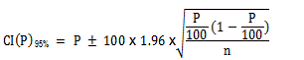 CI(P)95% = P ± 100 x 1.96 x √(P/100 (1 − P/100) / n)